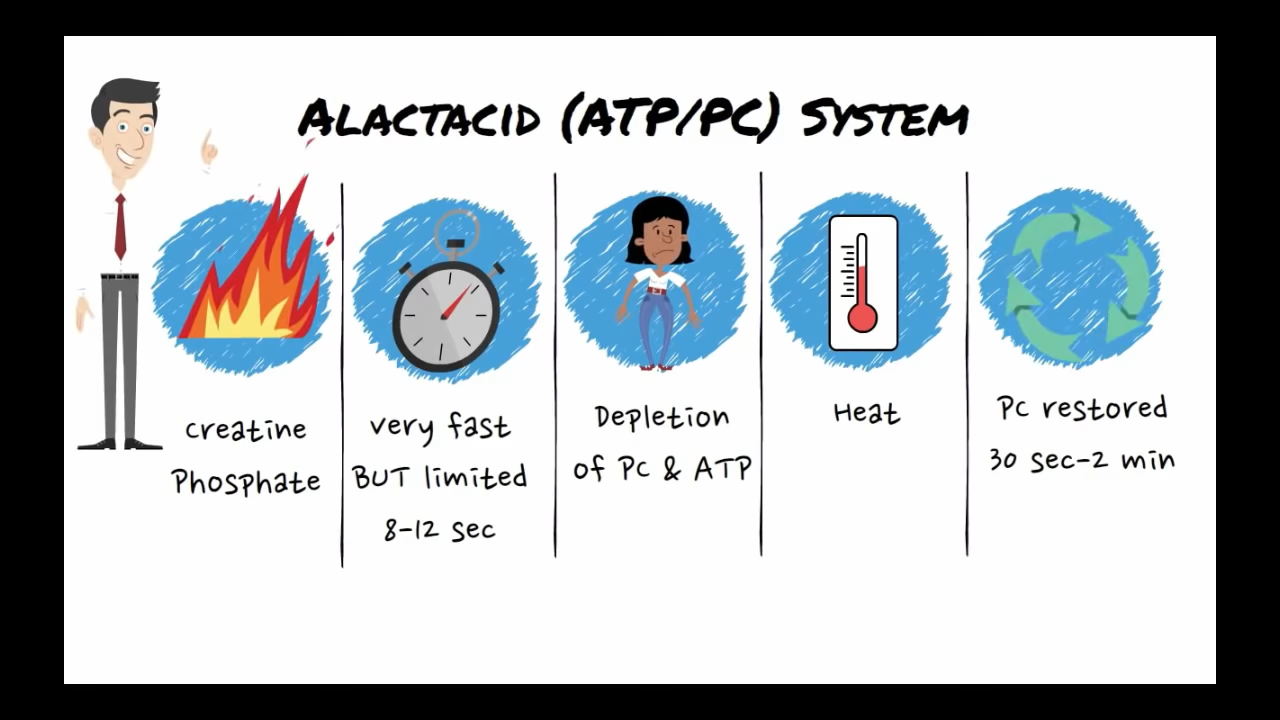 Alactacid (ATP/PC) System
creatine
Phosphate
very fast
BUT limited
8-12 sec
Depletion
of PC & ATP
Heat
PC restored
30 sec-2 min